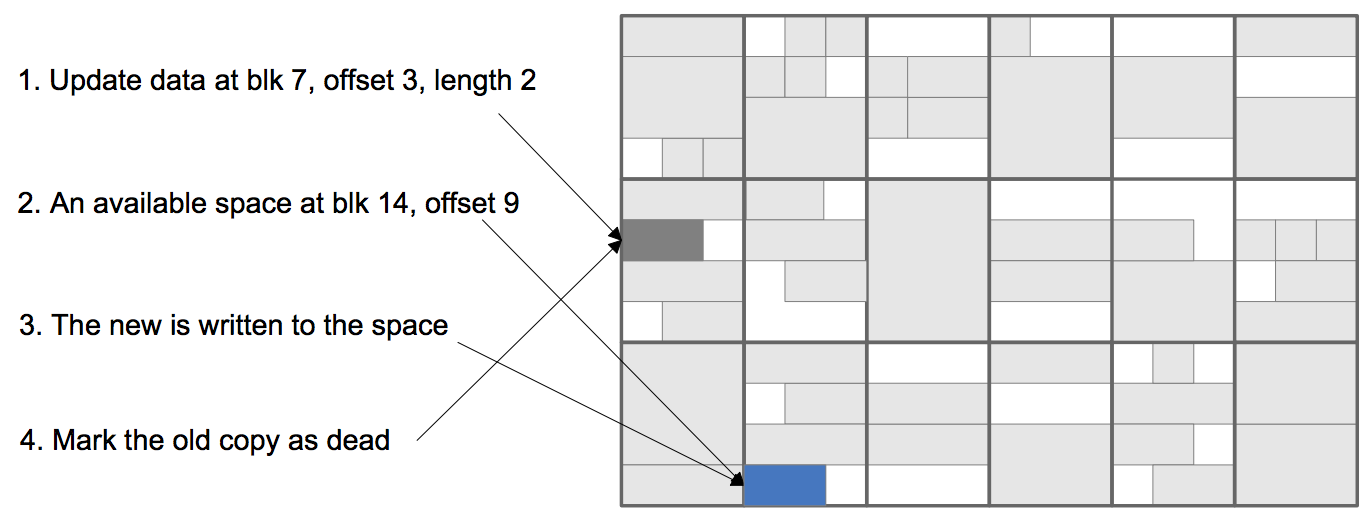 1. Update data at blk 7, offset 3, length 2
2. An available space at blk 14, offset 9
3. The new is written to the space
4. Mark the old copy as dead